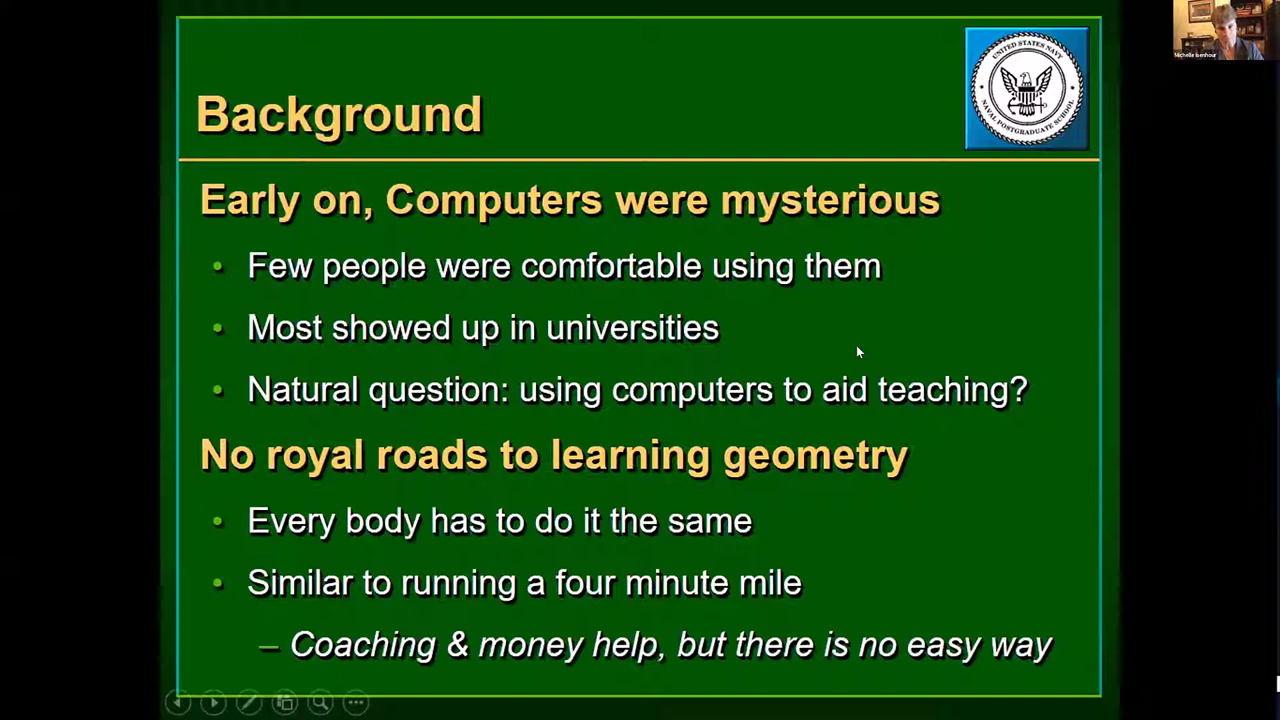 Background
UNITED STATES NAVY
NAVAL POSTGRADUATE SCHOOL
Michelle Isenhour
Early on, Computers were mysterious
• Few people were comfortable using them
• Most showed up in universities
• Natural question: using computers to aid teaching?
No royal roads to learning geometry
• Every body has to do it the same
• Similar to running a four minute mile
– Coaching & money help, but there is no easy way